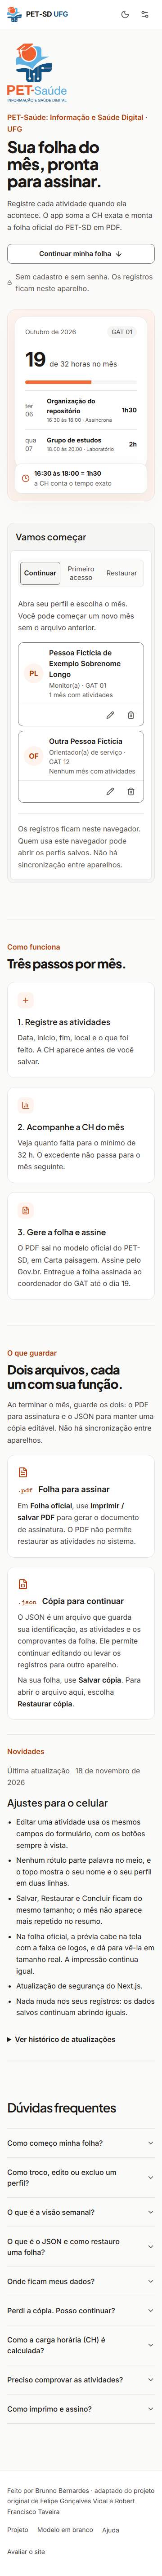 PET-SD UFG
PET-Saúde
INFORMAÇÃO E SAÚDE DIGITAL
PET-Saúde: Informação e Saúde Digital ·
UFG
Sua folha do
mês, pronta
para assinar.
Registre cada atividade quando ela
acontece. O app soma a CH exata e monta
a folha oficial do PET-SD em PDF.
Continuar minha folha
Sem cadastro e sem senha. Os registros
ficam neste aparelho.
Outubro de 2026
GAT 01
19 de 32 horas no mês
ter
06
Organização do
repositório
16:30 às 18:00 · Assíncrona
1h30
qua
07
Grupo de estudos
18:00 às 20:00 · Laboratório
2h
16:30 às 18:00 = 1h30
a CH conta o tempo exato
Vamos começar
Continuar
Primeiro
acesso
Restaurar
Abra seu perfil e escolha o mês.
Você pode começar um novo mês
sem o arquivo anterior.
PL
Pessoa Fictícia de
Exemplo Sobrenome
Longo
Monitor(a) · GAT 01
1 mês com atividades
OF
Outra Pessoa Fictícia
Orientador(a) de serviço ·
GAT 12
Nenhum mês com atividades
Os registros ficam neste navegador.
Quem usa este navegador pode
abrir os perfis salvos. Não há
sincronização entre aparelhos.
Como funciona
Três passos por mês.
1. Registre as atividades
Data, início, fim, local e o que foi
feito. A CH aparece antes de você
salvar.
2. Acompanhe a CH do mês
Veja quanto falta para o mínimo de
32 h. O excedente não passa para o
mês seguinte.
3. Gere a folha e assine
O PDF sai no modelo oficial do PET-
SD, em Carta paisagem. Assine pelo
Gov.br. Entregue a folha assinada ao
coordenador do GAT até o dia 19.
O que guardar
Dois arquivos, cada
um com sua função.
Ao terminar o mês, guarde os dois: o PDF
para assinatura e o JSON para manter uma
cópia editável. Não há sincronização entre
aparelhos.
.pdf Folha para assinar
Em Folha oficial, use Imprimir /
salvar PDF para gerar o documento
de assinatura. O PDF não permite
restaurar as atividades no sistema.
.json Cópia para continuar
O JSON é um arquivo que guarda
sua identificação, as atividades e os
comprovantes da folha. Ele permite
continuar editando ou levar os
registros para outro aparelho.
Na sua folha, use Salvar cópia. Para
abrir o arquivo aqui, escolha
Restaurar cópia.
Novidades
Última atualização 18 de novembro de
2026
Ajustes para o celular
Editar uma atividade usa os mesmos
campos do formulário, com os botões
sempre à vista.
Nenhum rótulo parte palavra no meio, e
o topo mostra o seu nome e o seu perfil
em duas linhas.
Salvar, Restaurar e Concluir ficam do
mesmo tamanho; o mês não aparece
mais repetido no resumo.
Na folha oficial, a prévia cabe na tela
com a faixa de logos, e dá para vê-la em
tamanho real. A impressão continua
igual.
Atualização de segurança do Next.js.
Nada muda nos seus registros: os dados
salvos continuam abrindo iguais.
Ver histórico de atualizações
Dúvidas frequentes
Como começo minha folha?
Como troco, edito ou excluo um
perfil?
O que é a visão semanal?
O que é o JSON e como restauro
uma folha?
Onde ficam meus dados?
Perdi a cópia. Posso continuar?
Como a carga horária (CH) é
calculada?
Preciso comprovar as atividades?
Como imprimo e assino?
Feito por Brunno Bernardes · adaptado do projeto
original de Felipe Gonçalves Vidal e Robert
Francisco Taveira
Projeto Modelo em branco Ajuda
Avaliar o site